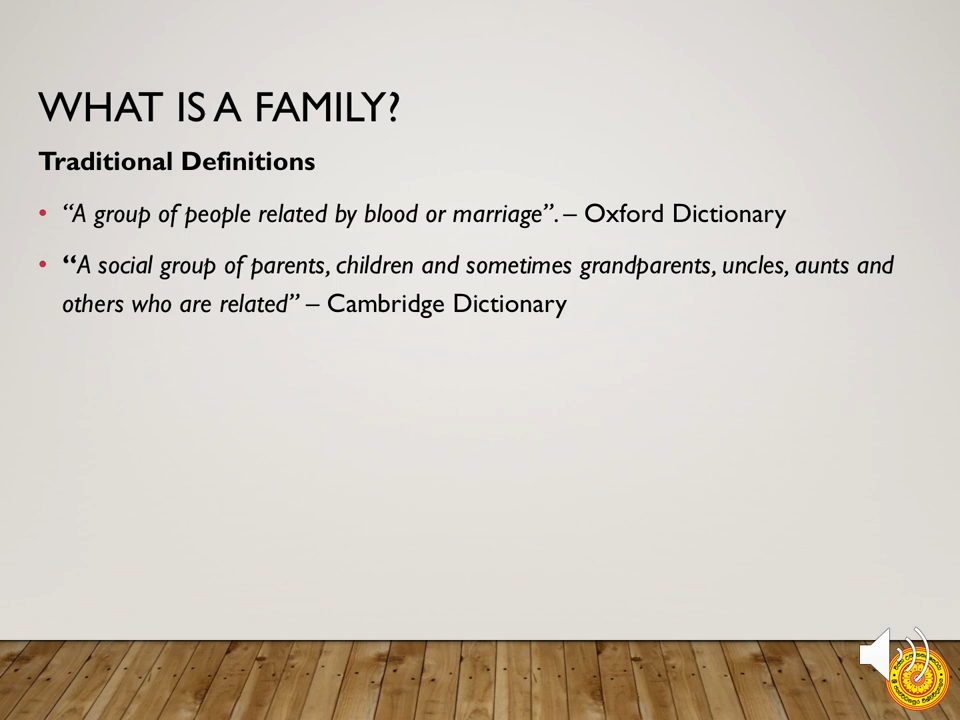 WHAT IS A FAMILY?
Traditional Definitions
• “A group of people related by blood or marriage”. – Oxford Dictionary
• “A social group of parents, children and sometimes grandparents, uncles, aunts and
others who are related” – Cambridge Dictionary